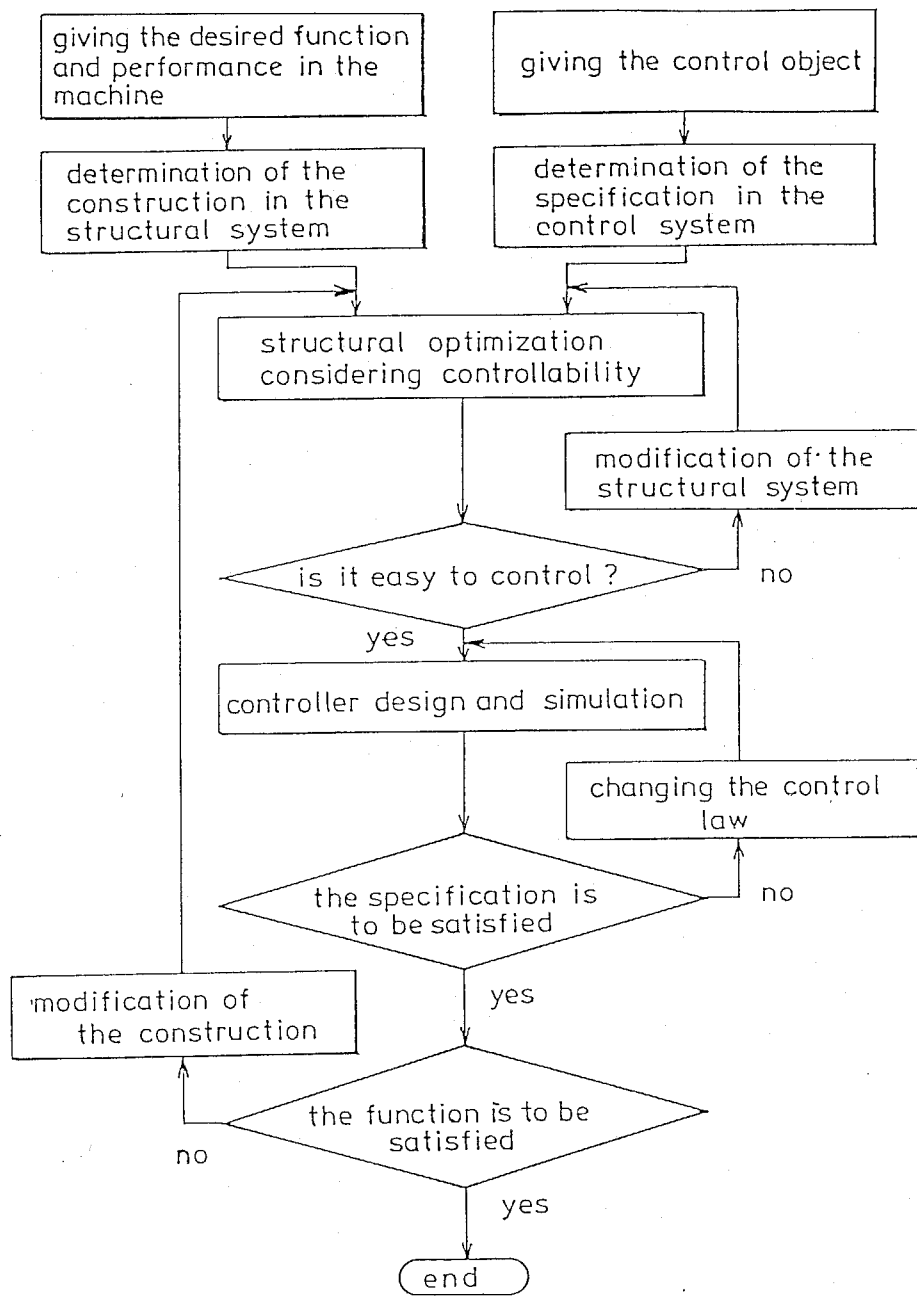 giving the desired function
and performance in the
machine
giving the control object
determination of the
construction in the
structural system
determination of the
specification in the
control system
structural optimization
considering controllability
modification of the
structural system
is it easy to control ?
no
yes
controller design and simulation
changing the control
law
the specification is
to be satisfied
no
yes
modification of
the construction
the function is to be
satisfied
no
yes
end